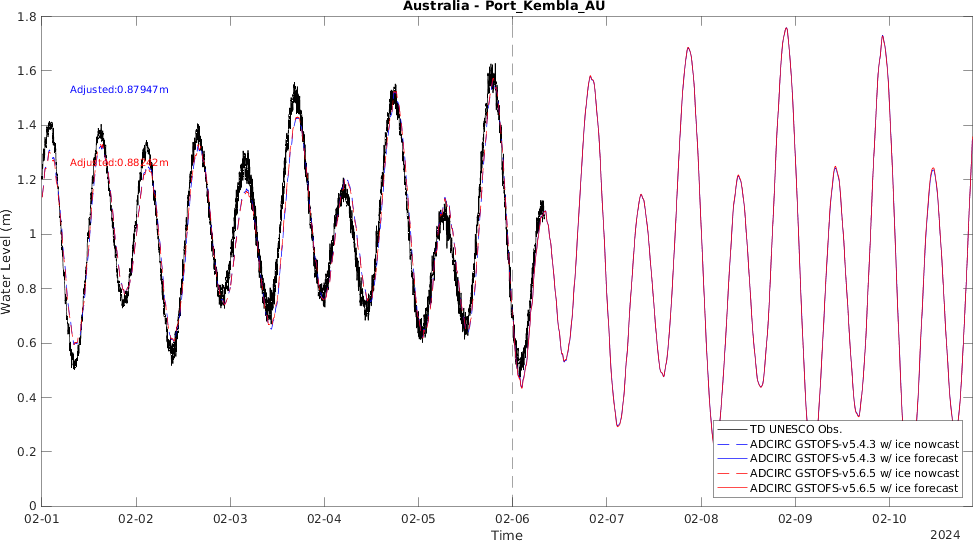 Australia - Port_Kembla_AU
1.8
1.6
1.4
1.2
1
0.8
0.6
0.4
0.2
0
Water Level (m)
Adjusted:0.87947m
02-01
02-02
02-03
02-04
02-05
02-06
02-07
02-08
02-09
02-10
Time
2024
TD UNESCO Obs.
ADCIRC GSTOFS-v5.4.3 w/ ice nowcast
ADCIRC GSTOFS-v5.4.3 w/ ice forecast
ADCIRC GSTOFS-v5.6.5 w/ ice nowcast
ADCIRC GSTOFS-v5.6.5 w/ ice forecast